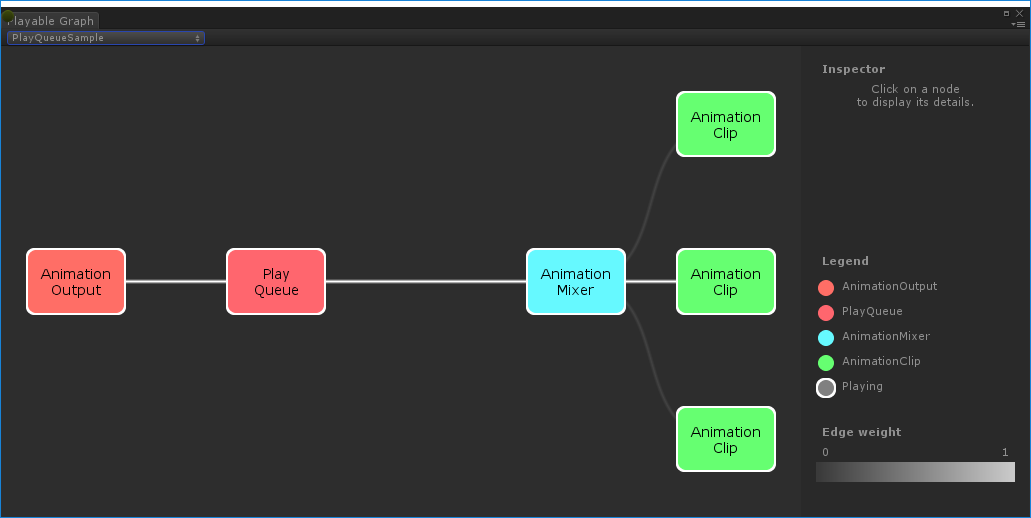 Playable Graph
PlayQueueSample
Animation
Output
Play
Queue
Animation
Mixer
Animation
Clip
Animation
Clip
Animation
Clip
Inspector
Click on a node
to display its details.
Legend
AnimationOutput
PlayQueue
AnimationMixer
AnimationClip
Playing
Edge weight
0 1